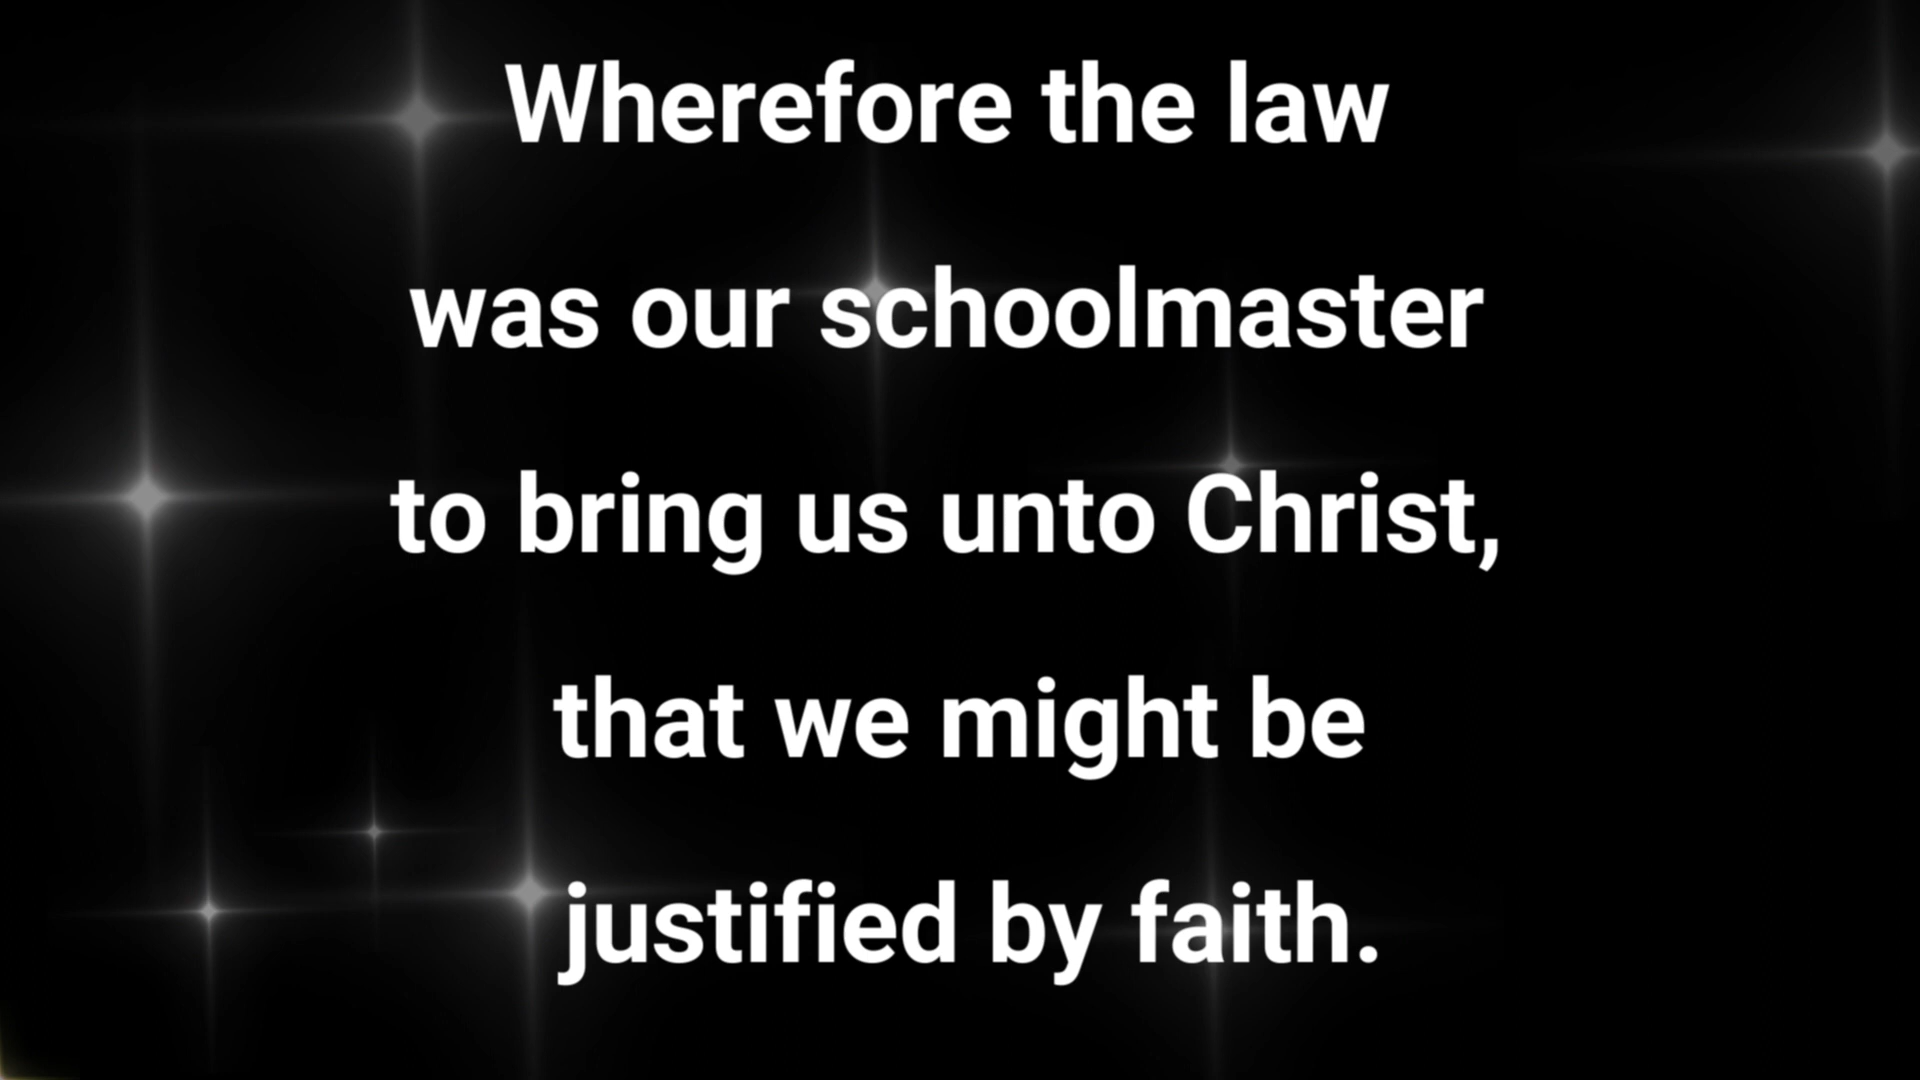 Wherefore the law
was our schoolmaster
to bring us unto Christ,
that we might be
justified by faith.